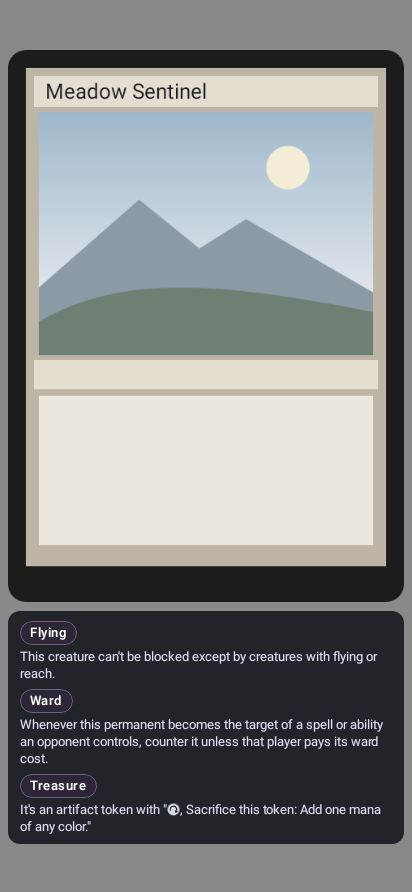 Meadow Sentinel
Flying
This creature can't be blocked except by creatures with flying or
reach.
Ward
Whenever this permanent becomes the target of a spell or ability
an opponent controls, counter it unless that player pays its ward
cost.
Treasure
It's an artifact token with ", Sacrifice this token: Add one mana
of any color."